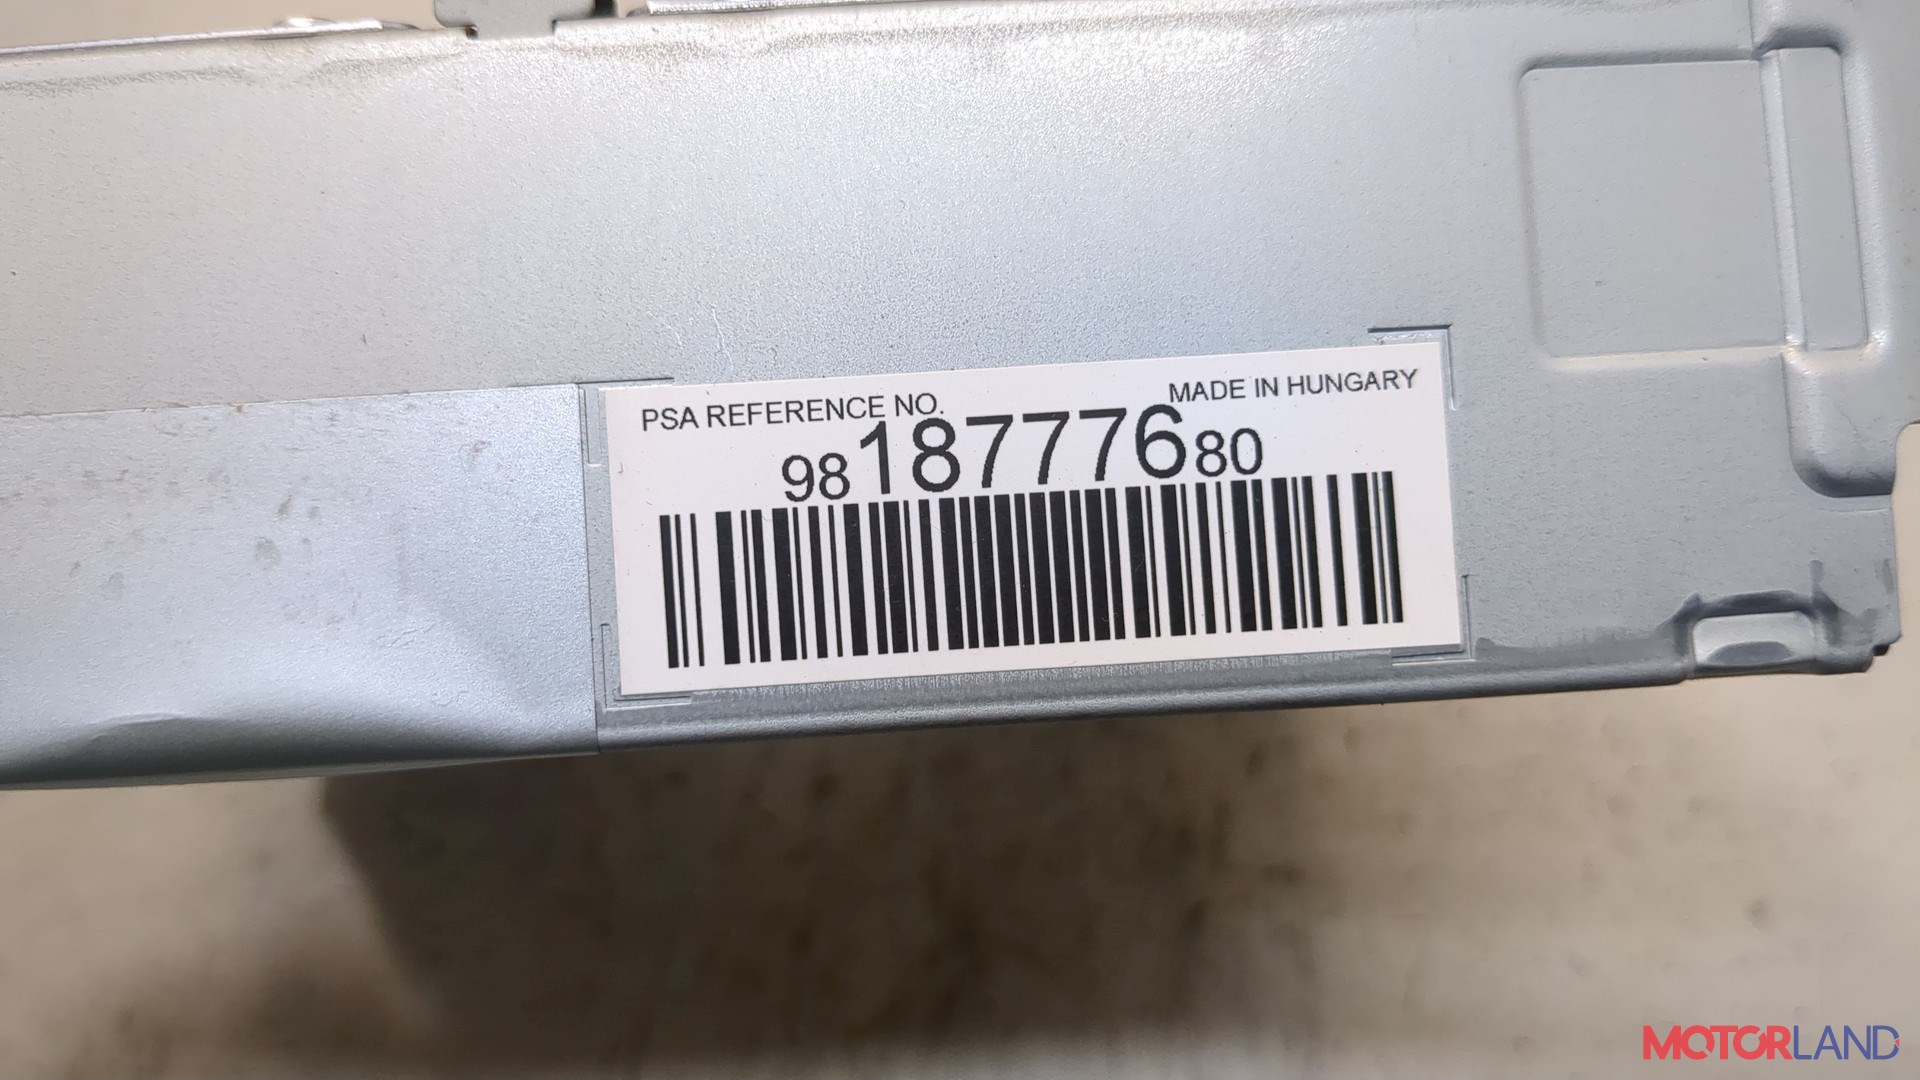 PSA REFERENCE NO. MADE IN HUNGARY
9818777680
MOTORLAND